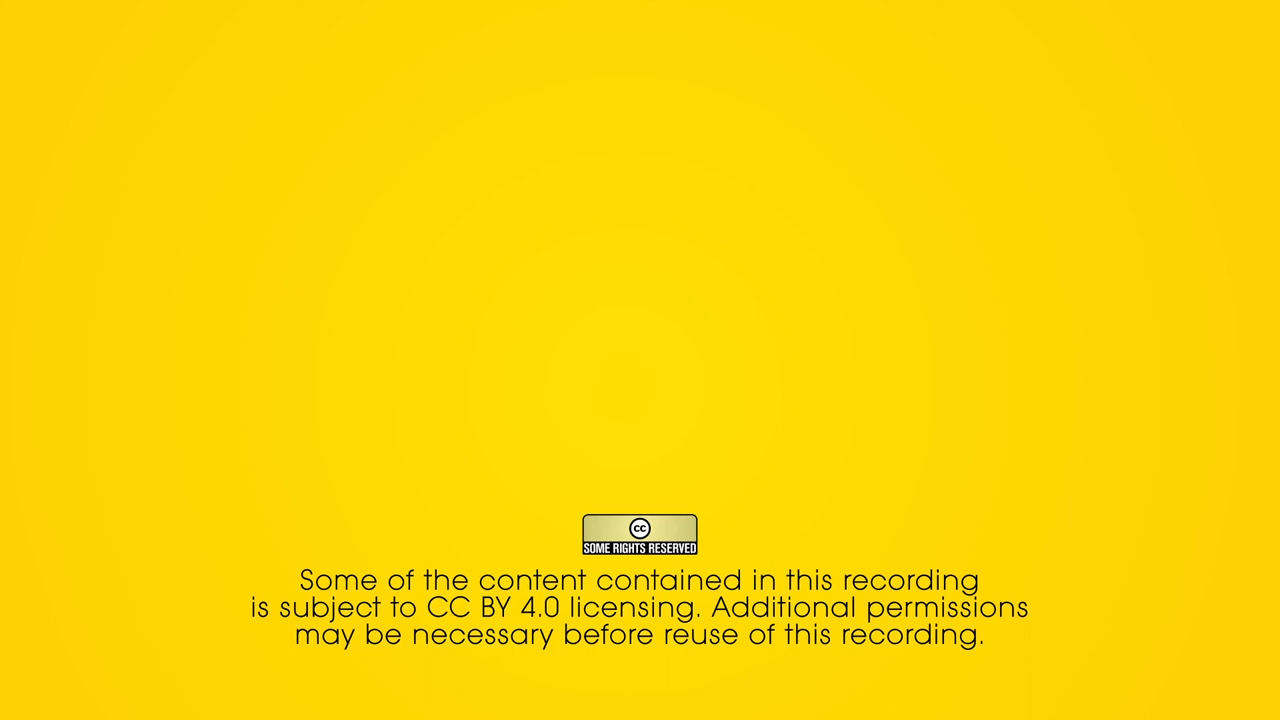 cc
SOME RIGHTS RESERVED
Some of the content contained in this recording
is subject to CC BY 4.0 licensing. Additional permissions
may be necessary before reuse of this recording.